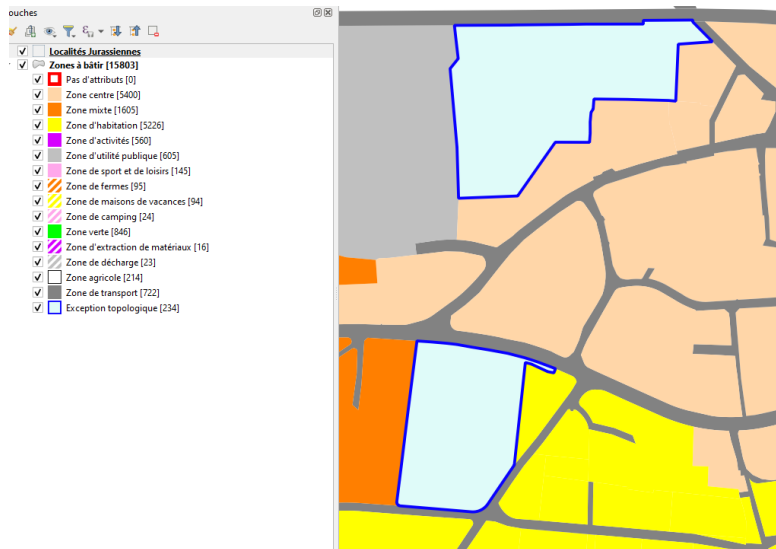 ouches
Localités Jurassiennes
Zones à bâtir [15803]
Pas d'attributs [0]
Zone centre [5400]
Zone mixte [1605]
Zone d'habitation [5226]
Zone d'activités [560]
Zone d'utilité publique [605]
Zone de sport et de loisirs [145]
Zone de fermes [95]
Zone de maisons de vacances [94]
Zone de camping [24]
Zone verte [846]
Zone d'extraction de matériaux [16]
Zone de décharge [23]
Zone agricole [214]
Zone de transport [722]
Exception topologique [234]